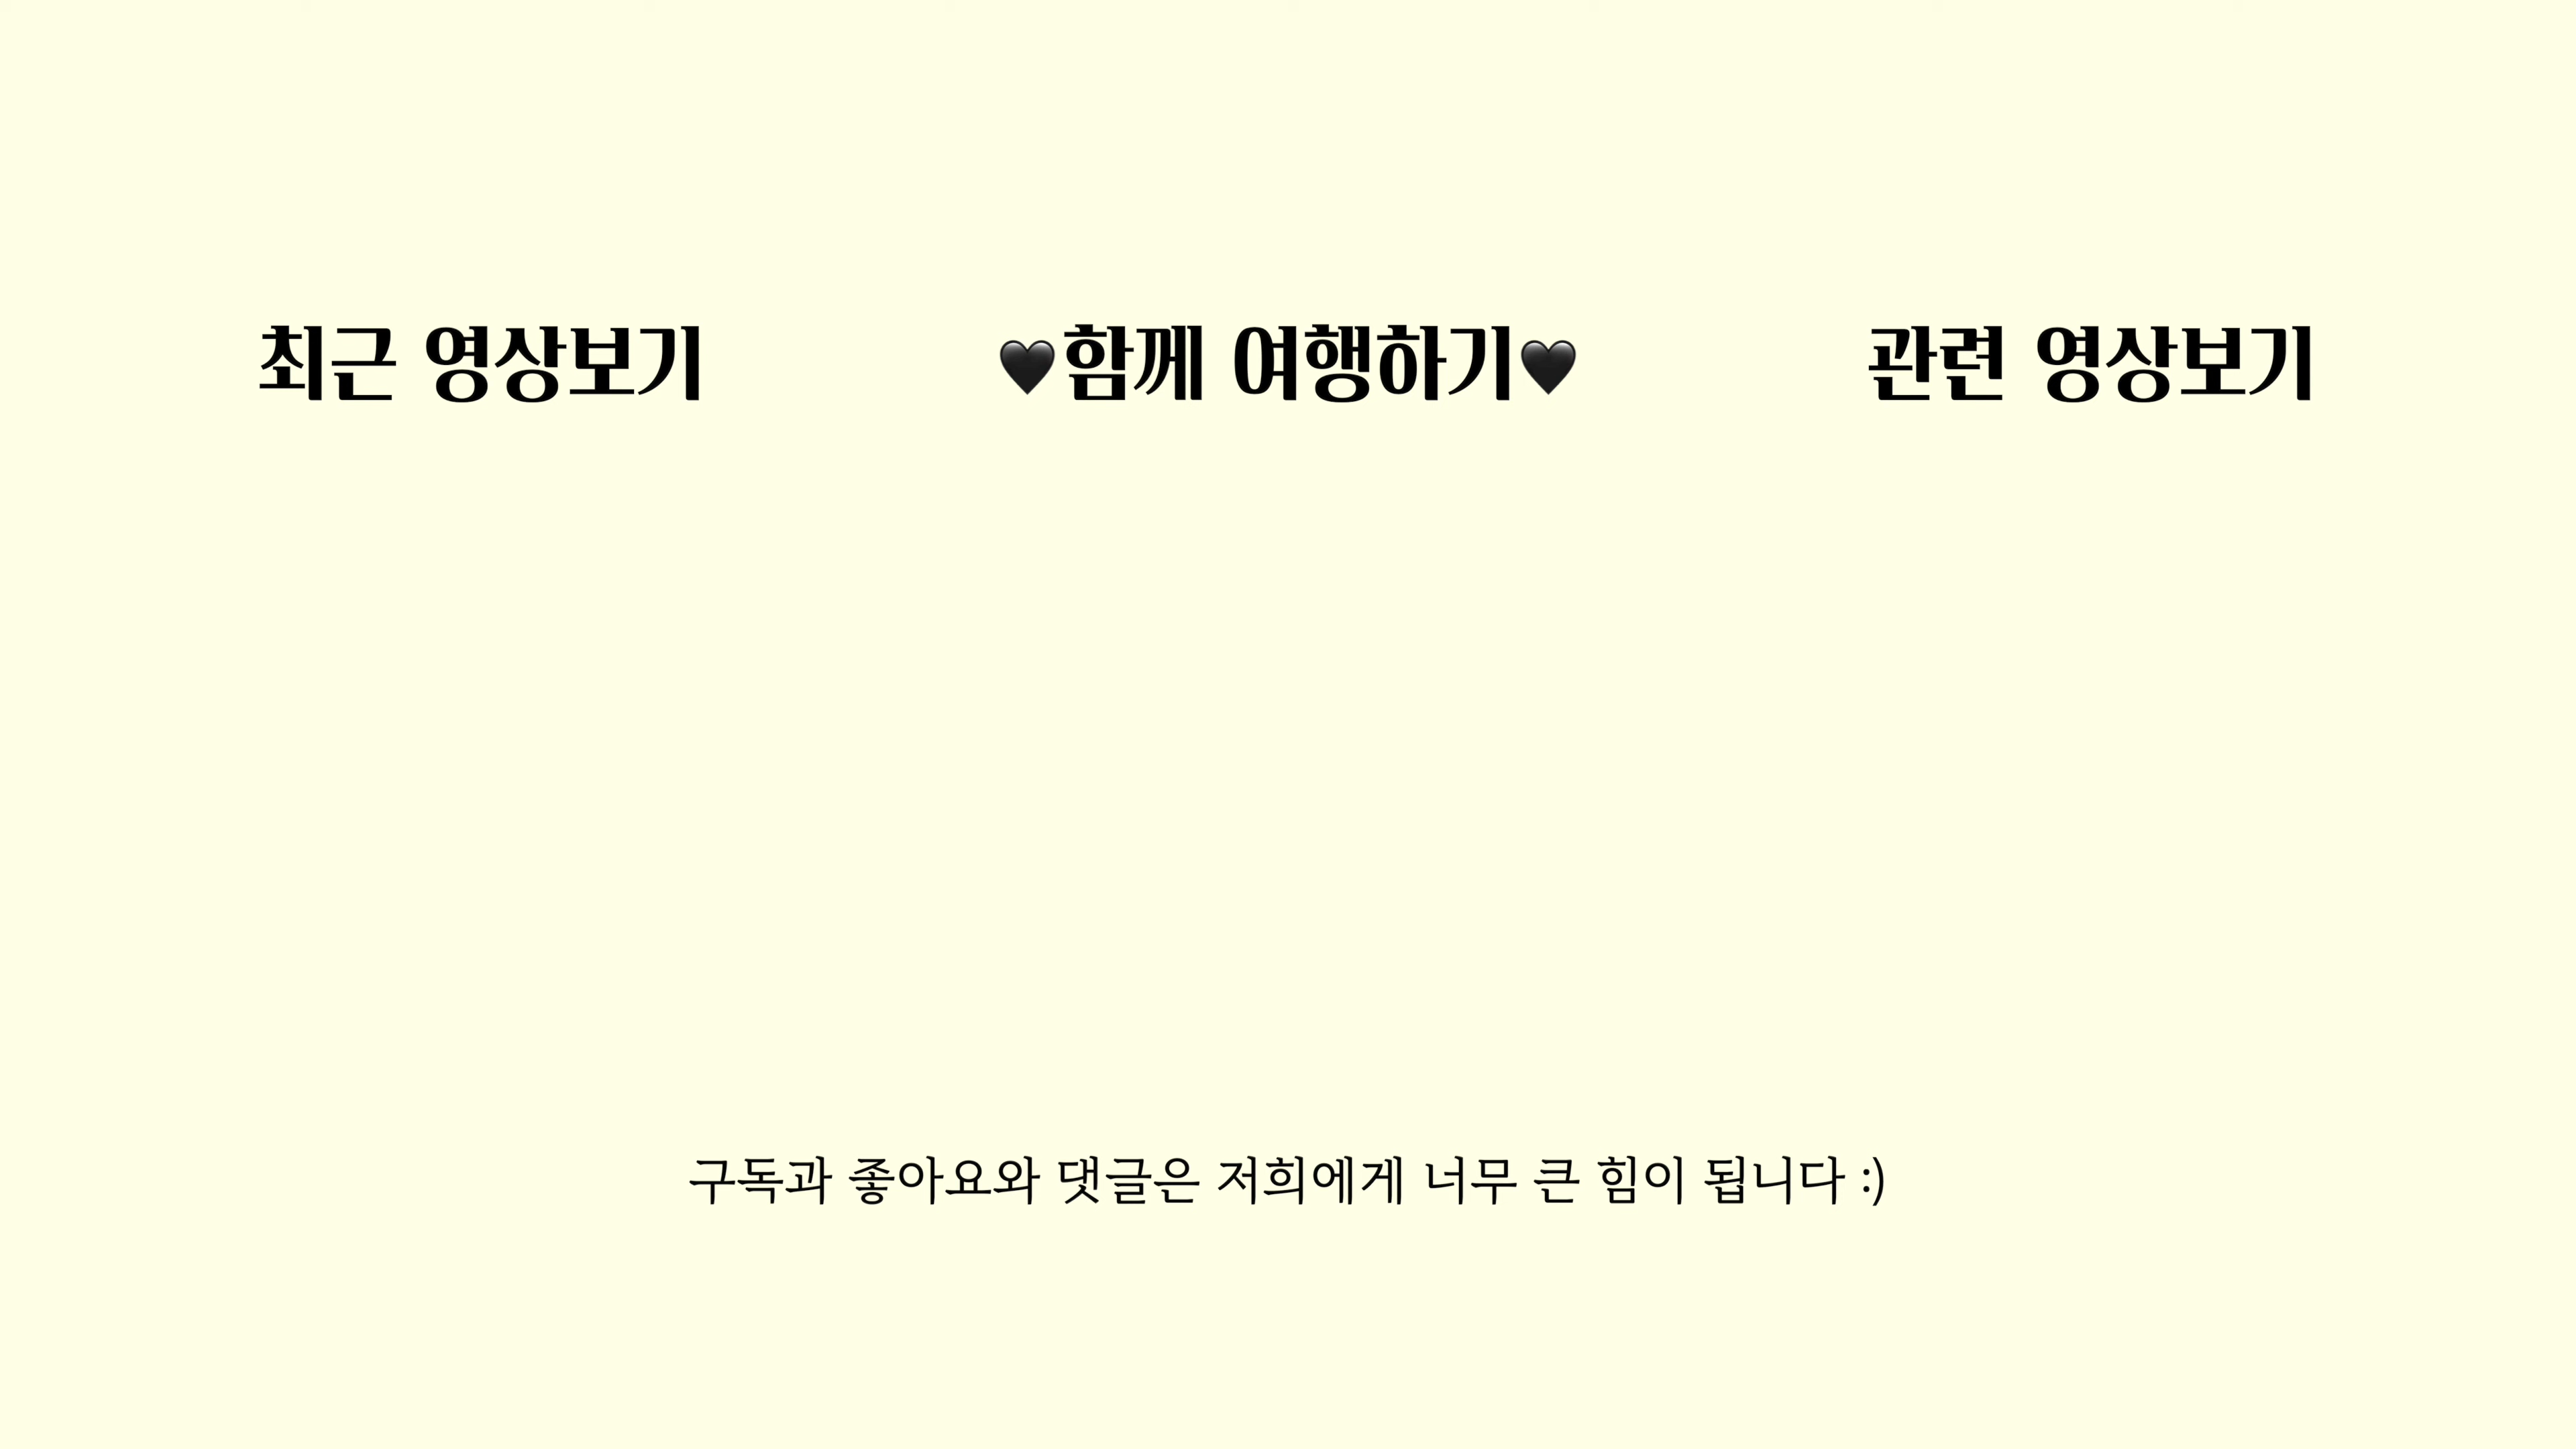 최근 영상보기
🖤함께 여행하기🖤
관련 영상보기
구독과 좋아요와 댓글은 저희에게 너무 큰 힘이 됩니다 :)